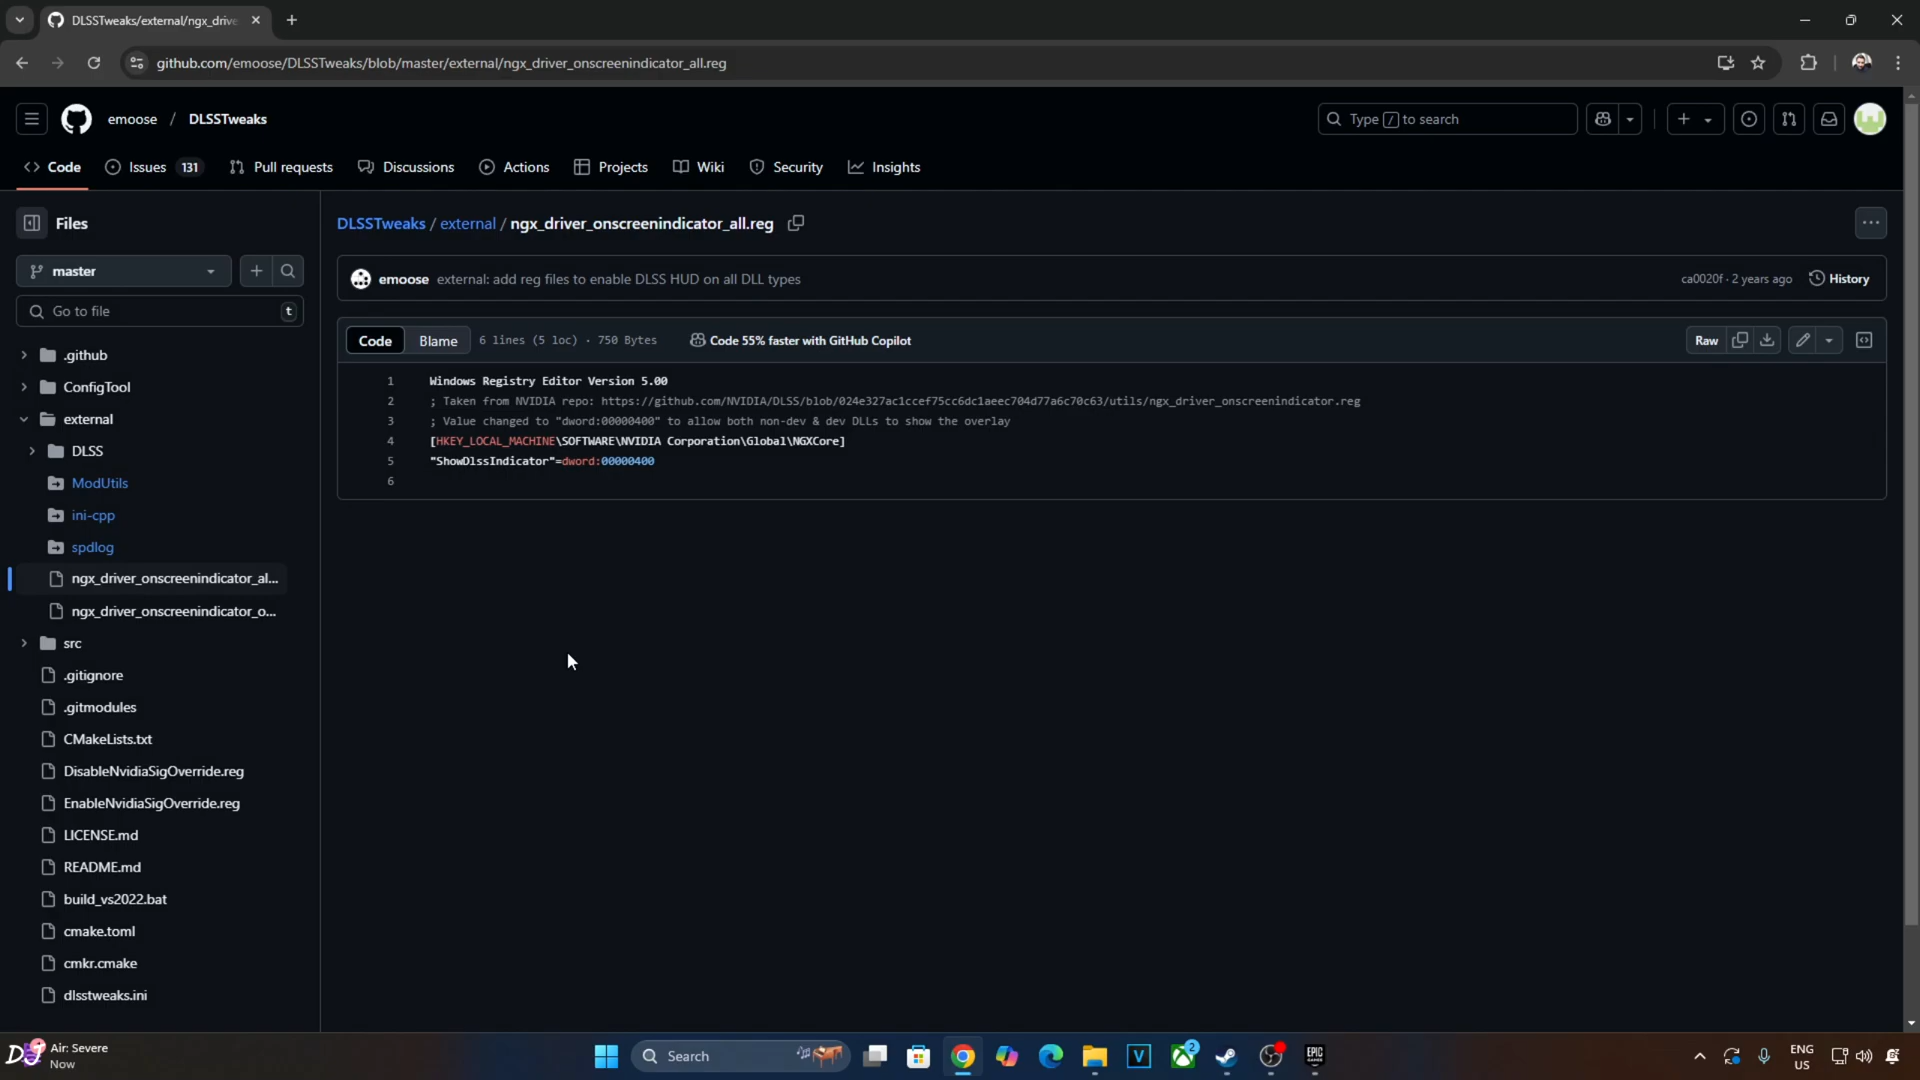 DLSSTweaks/external/ngx_drive
github.com/emoose/DLSSTweaks/blob/master/external/ngx_driver_onscreenindicator_all.reg
emoose / DLSSTweaks
Type / to search
Code
Issues 131
Pull requests
Discussions
Actions
Projects
Wiki
Security
Insights
Files
master
Go to file
t
.github
ConfigTool
external
DLSS
ModUtils
ini-cpp
spdlog
ngx_driver_onscreenindicator_al...
ngx_driver_onscreenindicator_o...
src
.gitignore
.gitmodules
CMakeLists.txt
DisableNvidiaSigOverride.reg
EnableNvidiaSigOverride.reg
LICENSE.md
README.md
build_vs2022.bat
cmake.toml
cmkr.cmake
dlsstweaks.ini
DLSSTweaks / external / ngx_driver_onscreenindicator_all.reg
emoose external: add reg files to enable DLSS HUD on all DLL types
ca0020f · 2 years ago
History
Code
Blame
6 lines (5 loc) · 750 Bytes
Code 55% faster with GitHub Copilot
Raw
1 Windows Registry Editor Version 5.00
2 ; Taken from NVIDIA repo: https://github.com/NVIDIA/DLSS/blob/024e327ac1ccef75cc6dc1aeec704d77a6c70c63/utils/ngx_driver_onscreenindicator.reg
3 ; Value changed to "dword:00000400" to allow both non-dev & dev DLLs to show the overlay
4 [HKEY_LOCAL_MACHINE\SOFTWARE\NVIDIA Corporation\Global\NGXCore]
5 "ShowDlssIndicator"=dword:00000400
6
DJ
Air: Severe
Now
Search
V
2
EPIC
GAMES
ENG
US